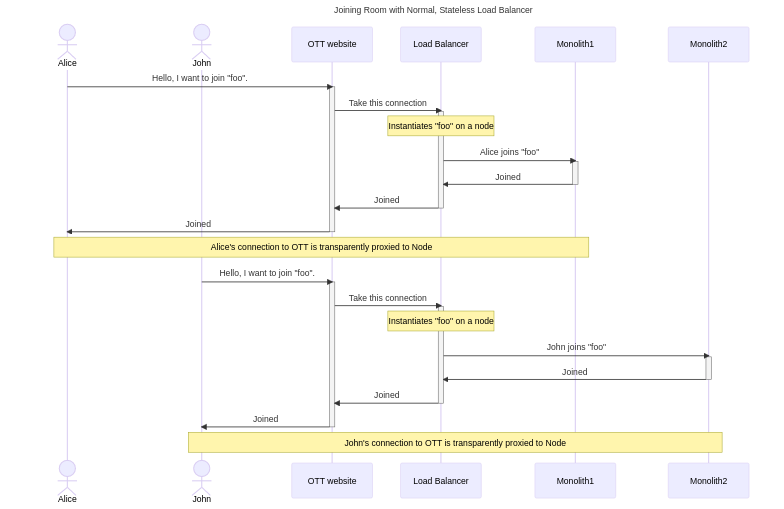 Joining Room with Normal, Stateless Load Balancer
Alice
John
OTT website
Load Balancer
Monolith1
Monolith2
Hello, I want to join "foo".
Take this connection
Instantiates "foo" on a node
Alice joins "foo"
Joined
Joined
Joined
Alice's connection to OTT is transparently proxied to Node
Hello, I want to join "foo".
Take this connection
Instantiates "foo" on a node
John joins "foo"
Joined
Joined
Joined
John's connection to OTT is transparently proxied to Node
Alice
John
OTT website
Load Balancer
Monolith1
Monolith2